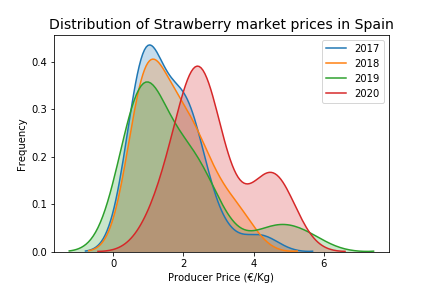 Distribution of Strawberry market prices in Spain
2017
2018
2019
2020
Frequency
0.4
0.3
0.2
0.1
0.0
0 2 4 6
Producer Price (€/Kg)